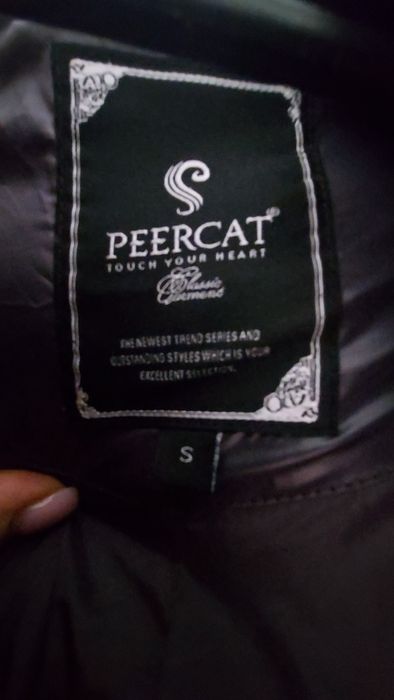 PEERCAT®
TOUCH YOUR HEART
Classic
Garment
THE NEWEST TREND SERIES AND
OUTSTANDING STYLES WHICH IS YOUR
EXCELLENT SELECTION.
S